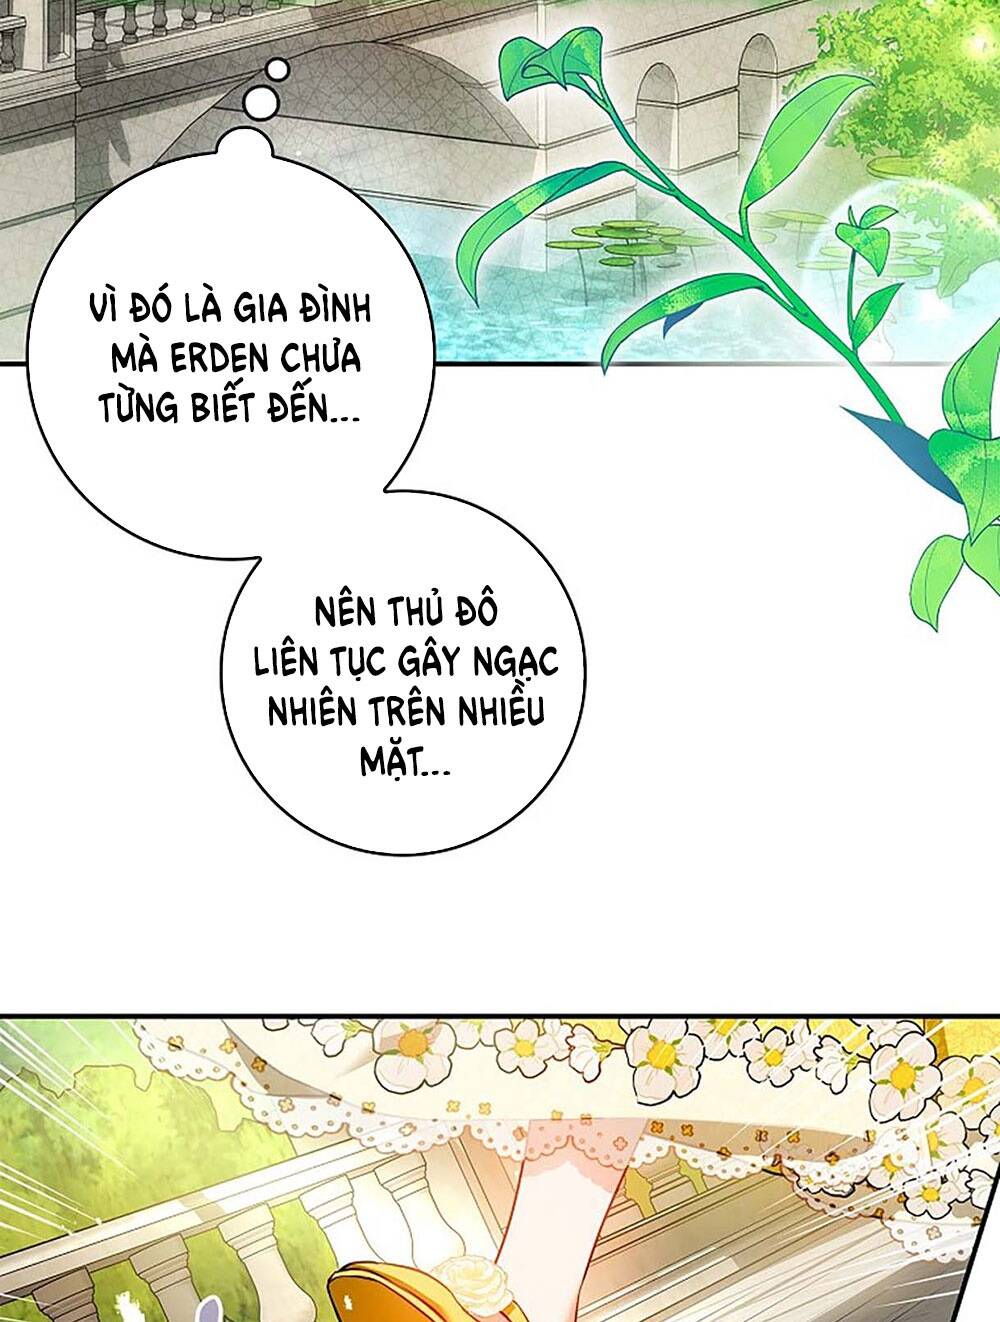 VÌ ĐÓ LÀ GIA ĐÌNH
MÀ ERDEN CHƯA
TỪNG BIẾT ĐẾN...
NÊN THỦ ĐÔ
LIÊN TỤC GÂY NGẠC
NHIÊN TRÊN NHIỀU
MẶT...